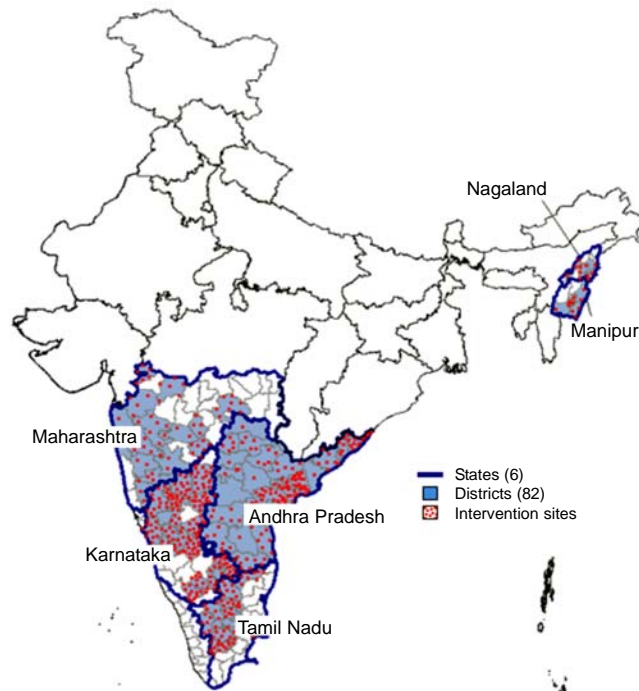 Nagaland
Manipur
Maharashtra
States (6)
Districts (82)
Intervention sites
Andhra Pradesh
Karnataka
Tamil Nadu